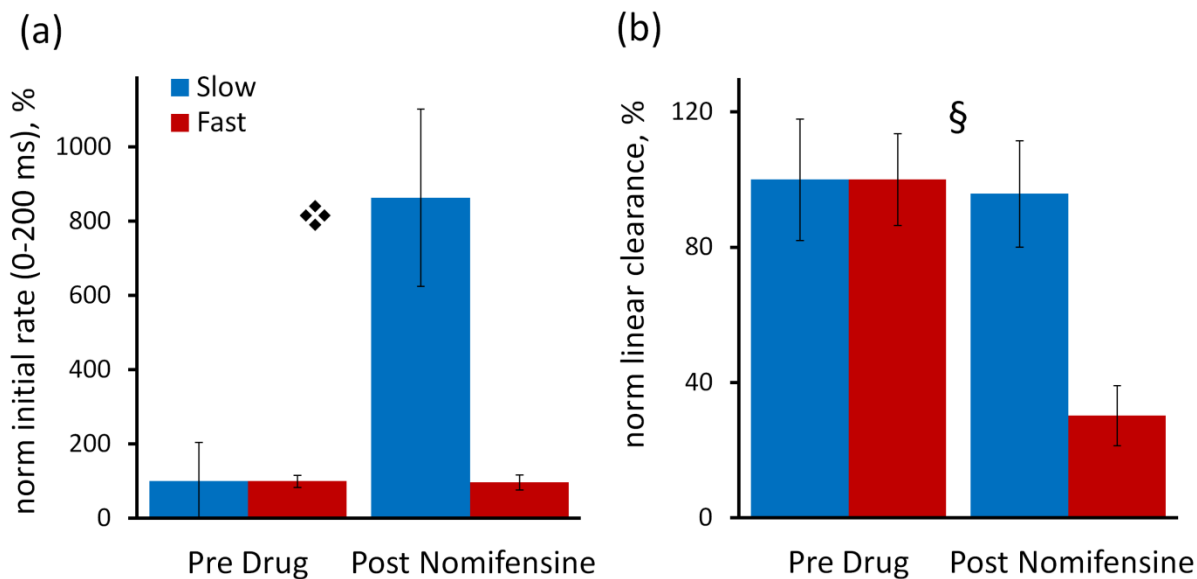 (a)
norm initial rate (0-200 ms), %
1000
800
600
400
200
0
Slow
Fast
Pre Drug
Post Nomifensine
(b)
norm linear clearance, %
120
80
40
0
§
Pre Drug
Post Nomifensine